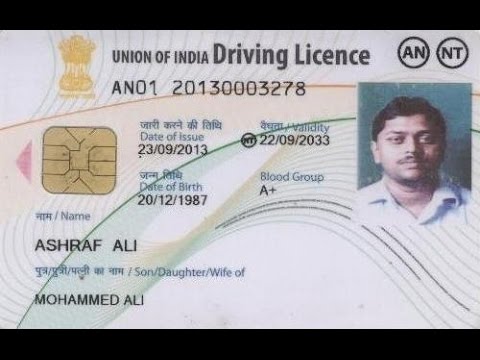 UNION OF INDIA Driving Licence AN NT
AN01 20130003278
जारी करने की तिथि
Date of Issue
23/09/2013
वैधता / Validity
NT 22/09/2033
जन्म तिथि
Date of Birth
20/12/1987
Blood Group
A+
नाम / Name
ASHRAF ALI
पुत्र/पुत्री/पत्नी का नाम / Son/Daughter/Wife of
MOHAMMED ALI